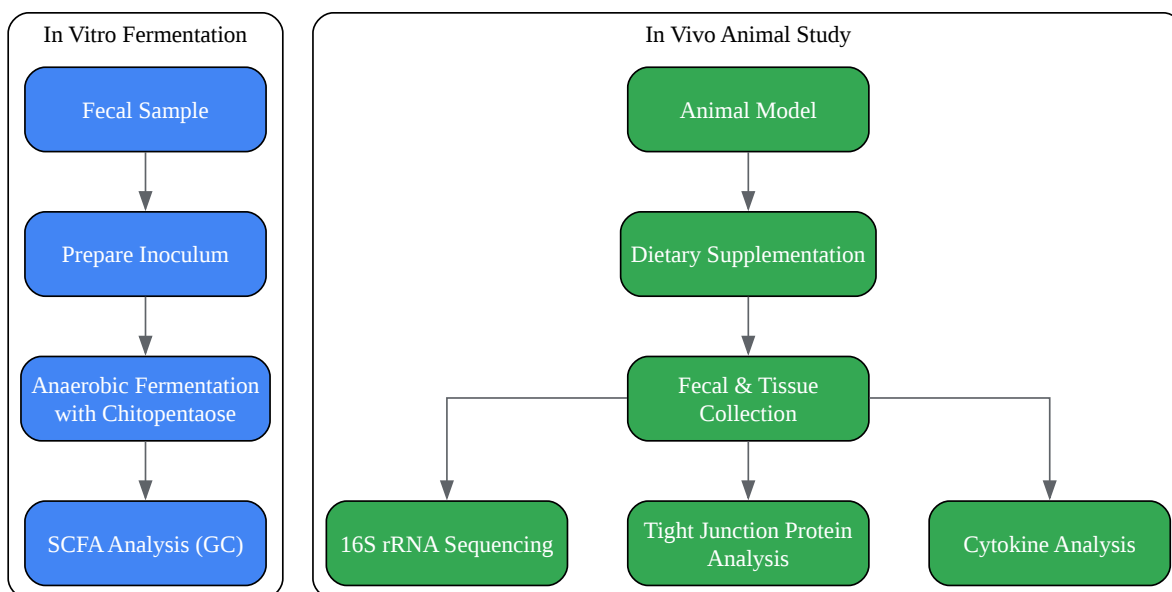 In Vitro Fermentation
Fecal Sample
Prepare Inoculum
Anaerobic Fermentation
with Chitopentaose
SCFA Analysis (GC)
In Vivo Animal Study
Animal Model
Dietary Supplementation
Fecal & Tissue
Collection
16S rRNA Sequencing
Tight Junction Protein
Analysis
Cytokine Analysis